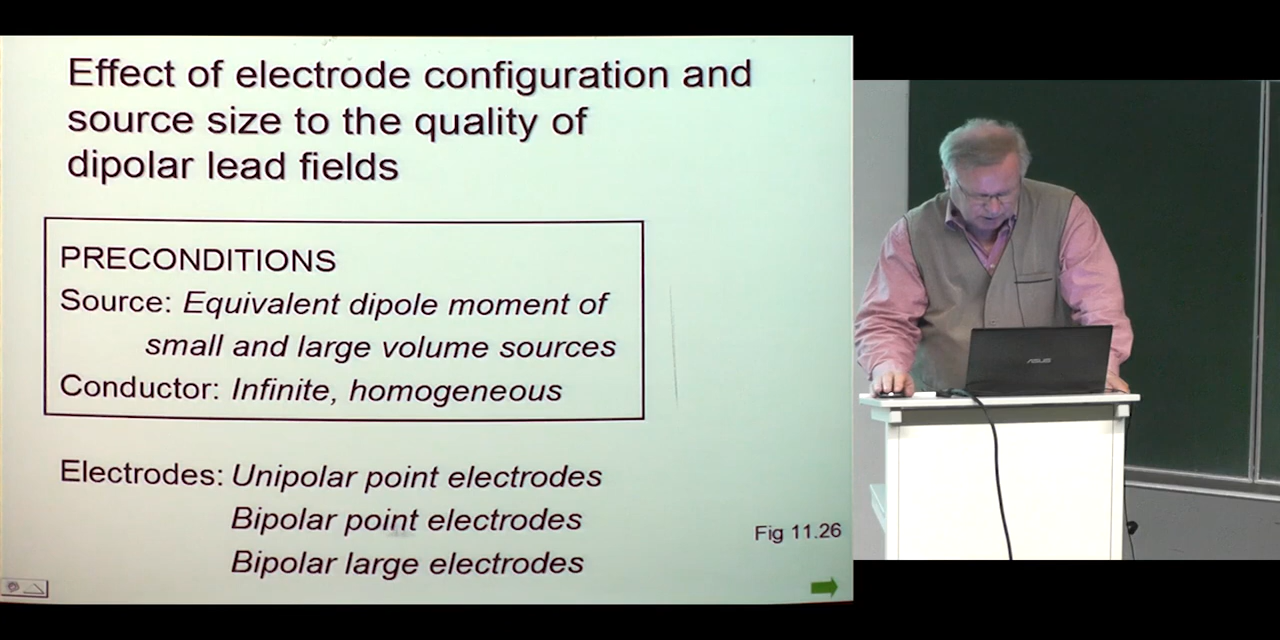 Effect of electrode configuration and
source size to the quality of
dipolar lead fields
PRECONDITIONS
Source: Equivalent dipole moment of
small and large volume sources
Conductor: Infinite, homogeneous
Electrodes: Unipolar point electrodes
Bipolar point electrodes
Bipolar large electrodes
Fig 11.26
ASUS